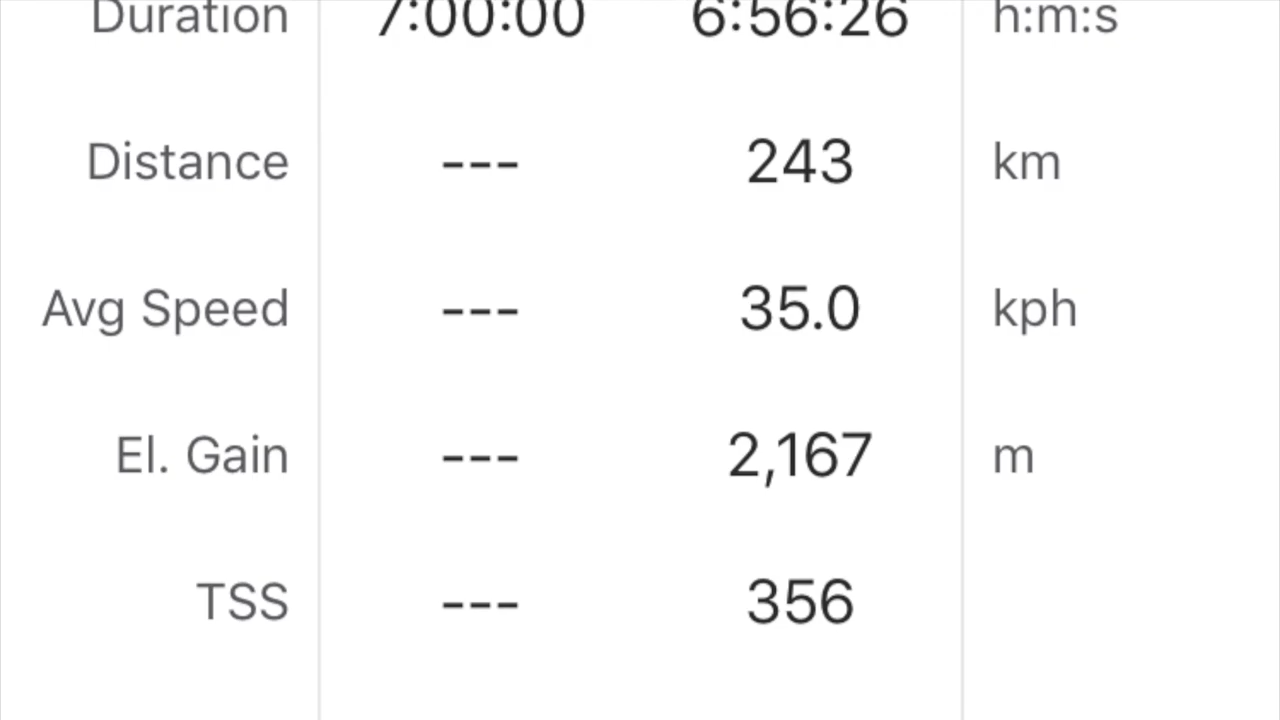 Duration 7:00:00 6:56:26 h:m:s
Distance --- 243 km
Avg Speed --- 35.0 kph
El. Gain --- 2,167 m
TSS --- 356